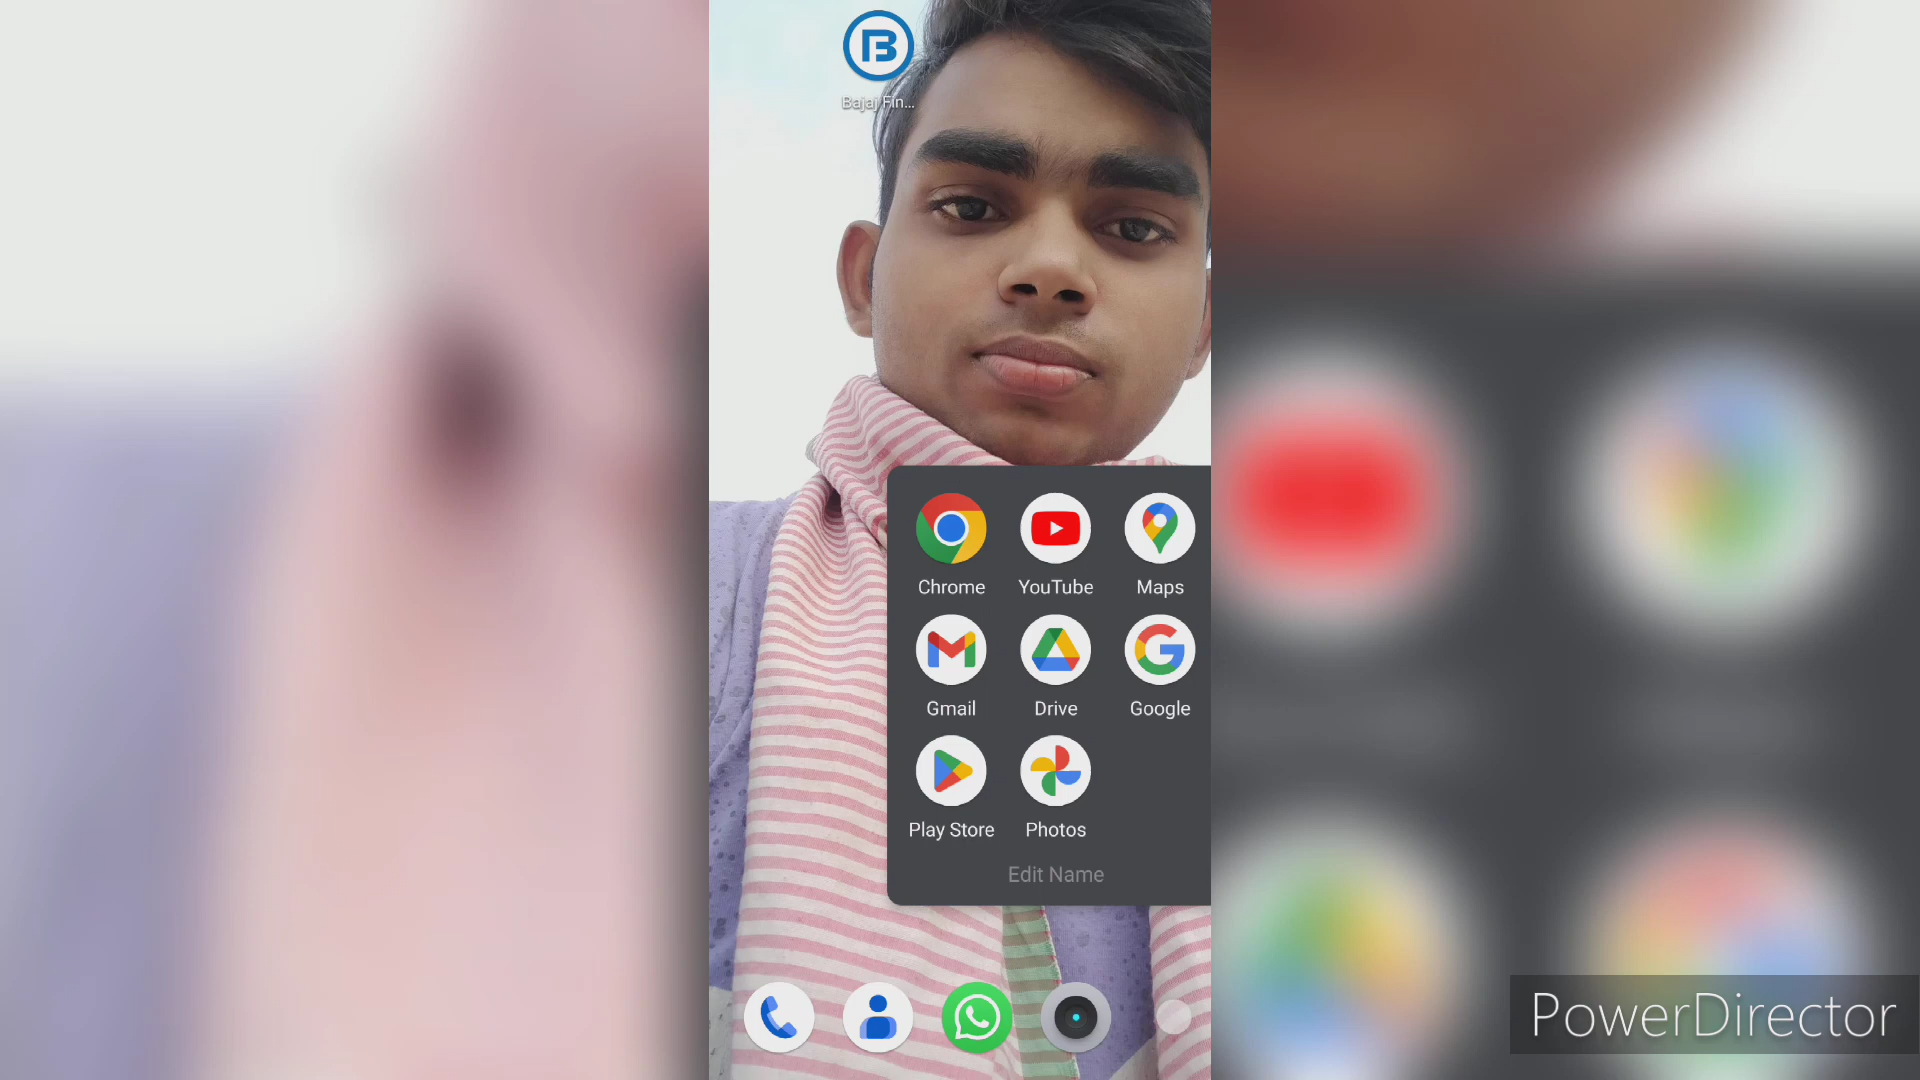 Bajaj Fin...
Chrome YouTube Maps
Gmail Drive Google
Play Store Photos
Edit Name
PowerDirector